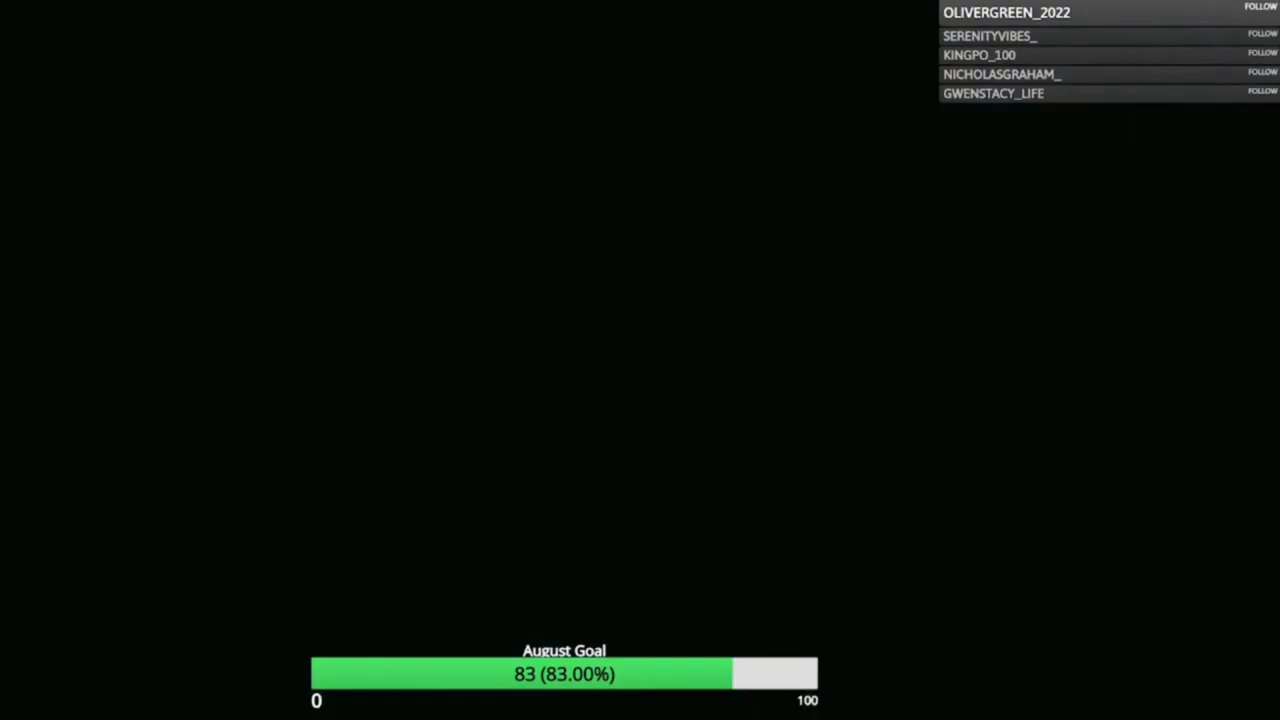 OLIVERGREEN_2022 FOLLOW
SERENITYVIBES_ FOLLOW
KINGPO_100 FOLLOW
NICHOLASGRAHAM_ FOLLOW
GWENSTACY_LIFE FOLLOW
August Goal
83 (83.00%)
0 100